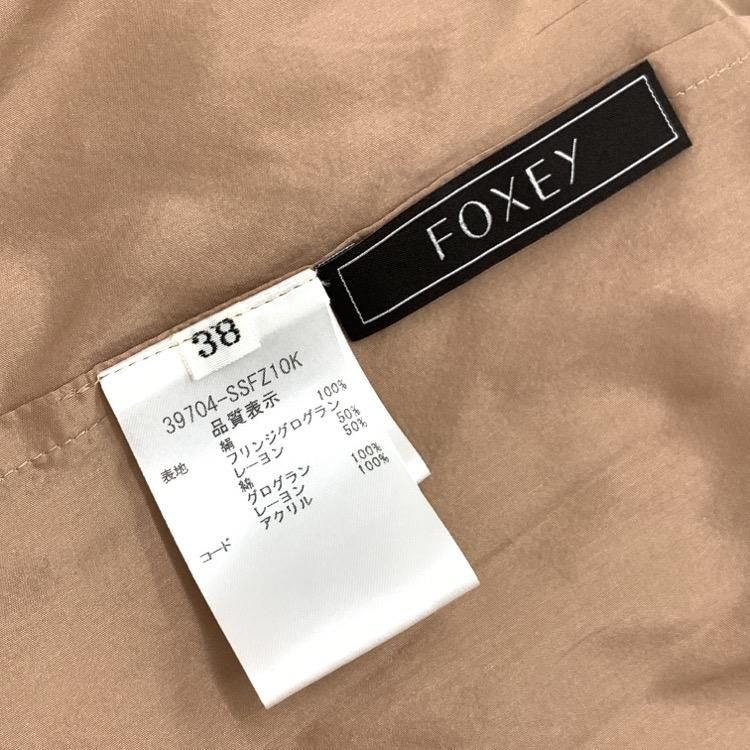 FOXEY
38
39704-SSFZ10K
品質表示
表地 絹 100%
フリンジグログラン
レーヨン 50%
綿 50%
グログラン
レーヨン 100%
コード アクリル 100%